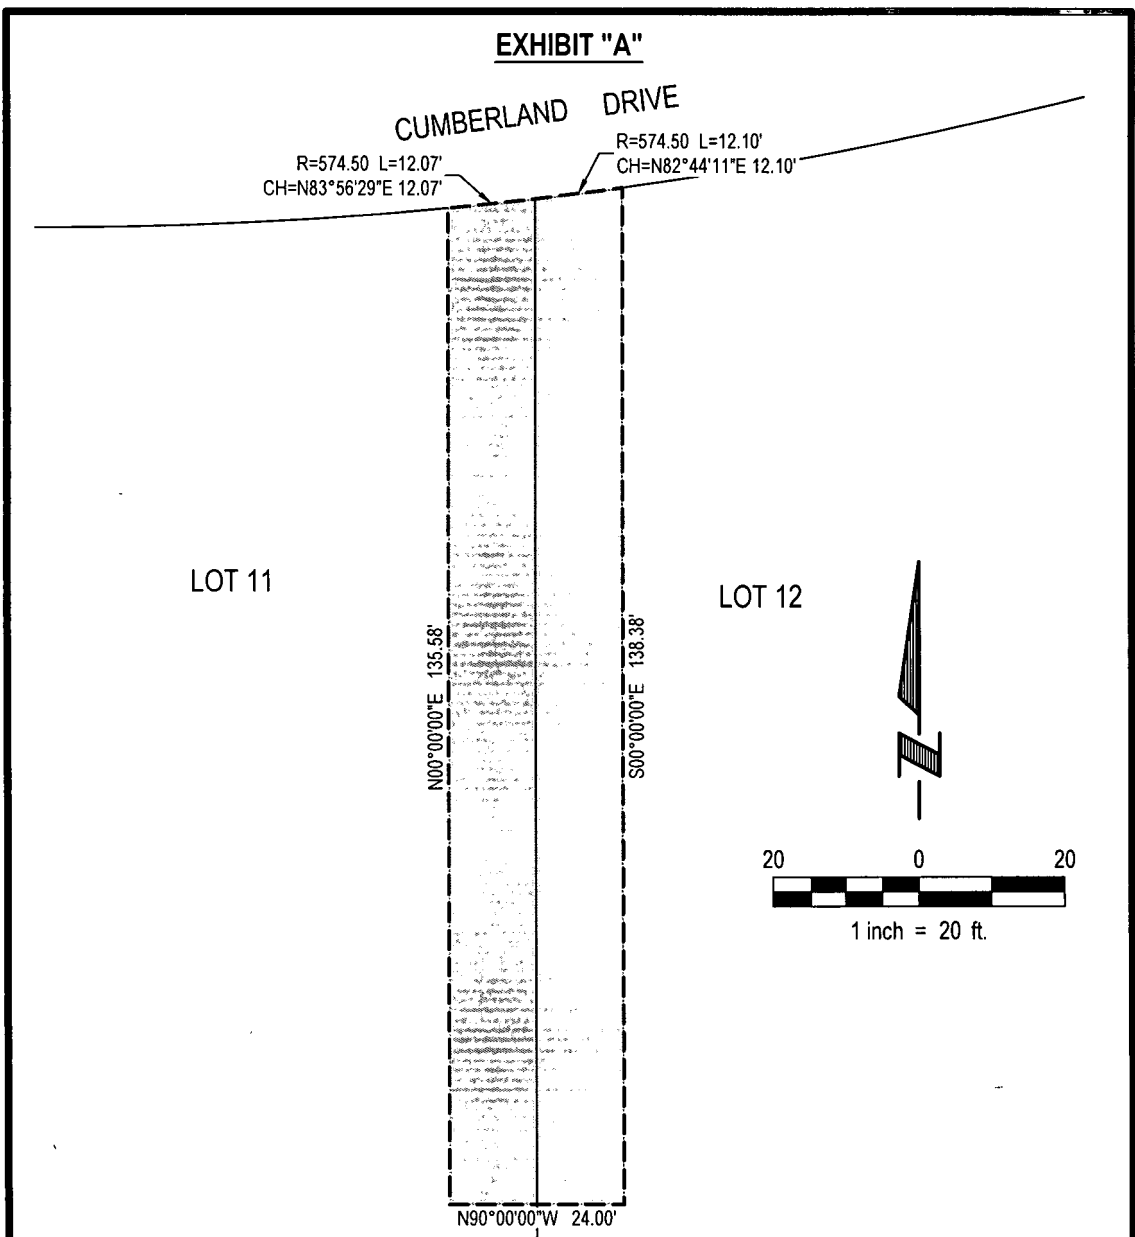 EXHIBIT "A"
CUMBERLAND DRIVE
R=574.50 L=12.07'
CH=N83°56'29"E 12.07'
R=574.50 L=12.10'
CH=N82°44'11"E 12.10'
LOT 11
LOT 12
N00°00'00"E 135.58'
S00°00'00"E 138.38'
N
20 0 20
1 inch = 20 ft.
N90°00'00"W 24.00'